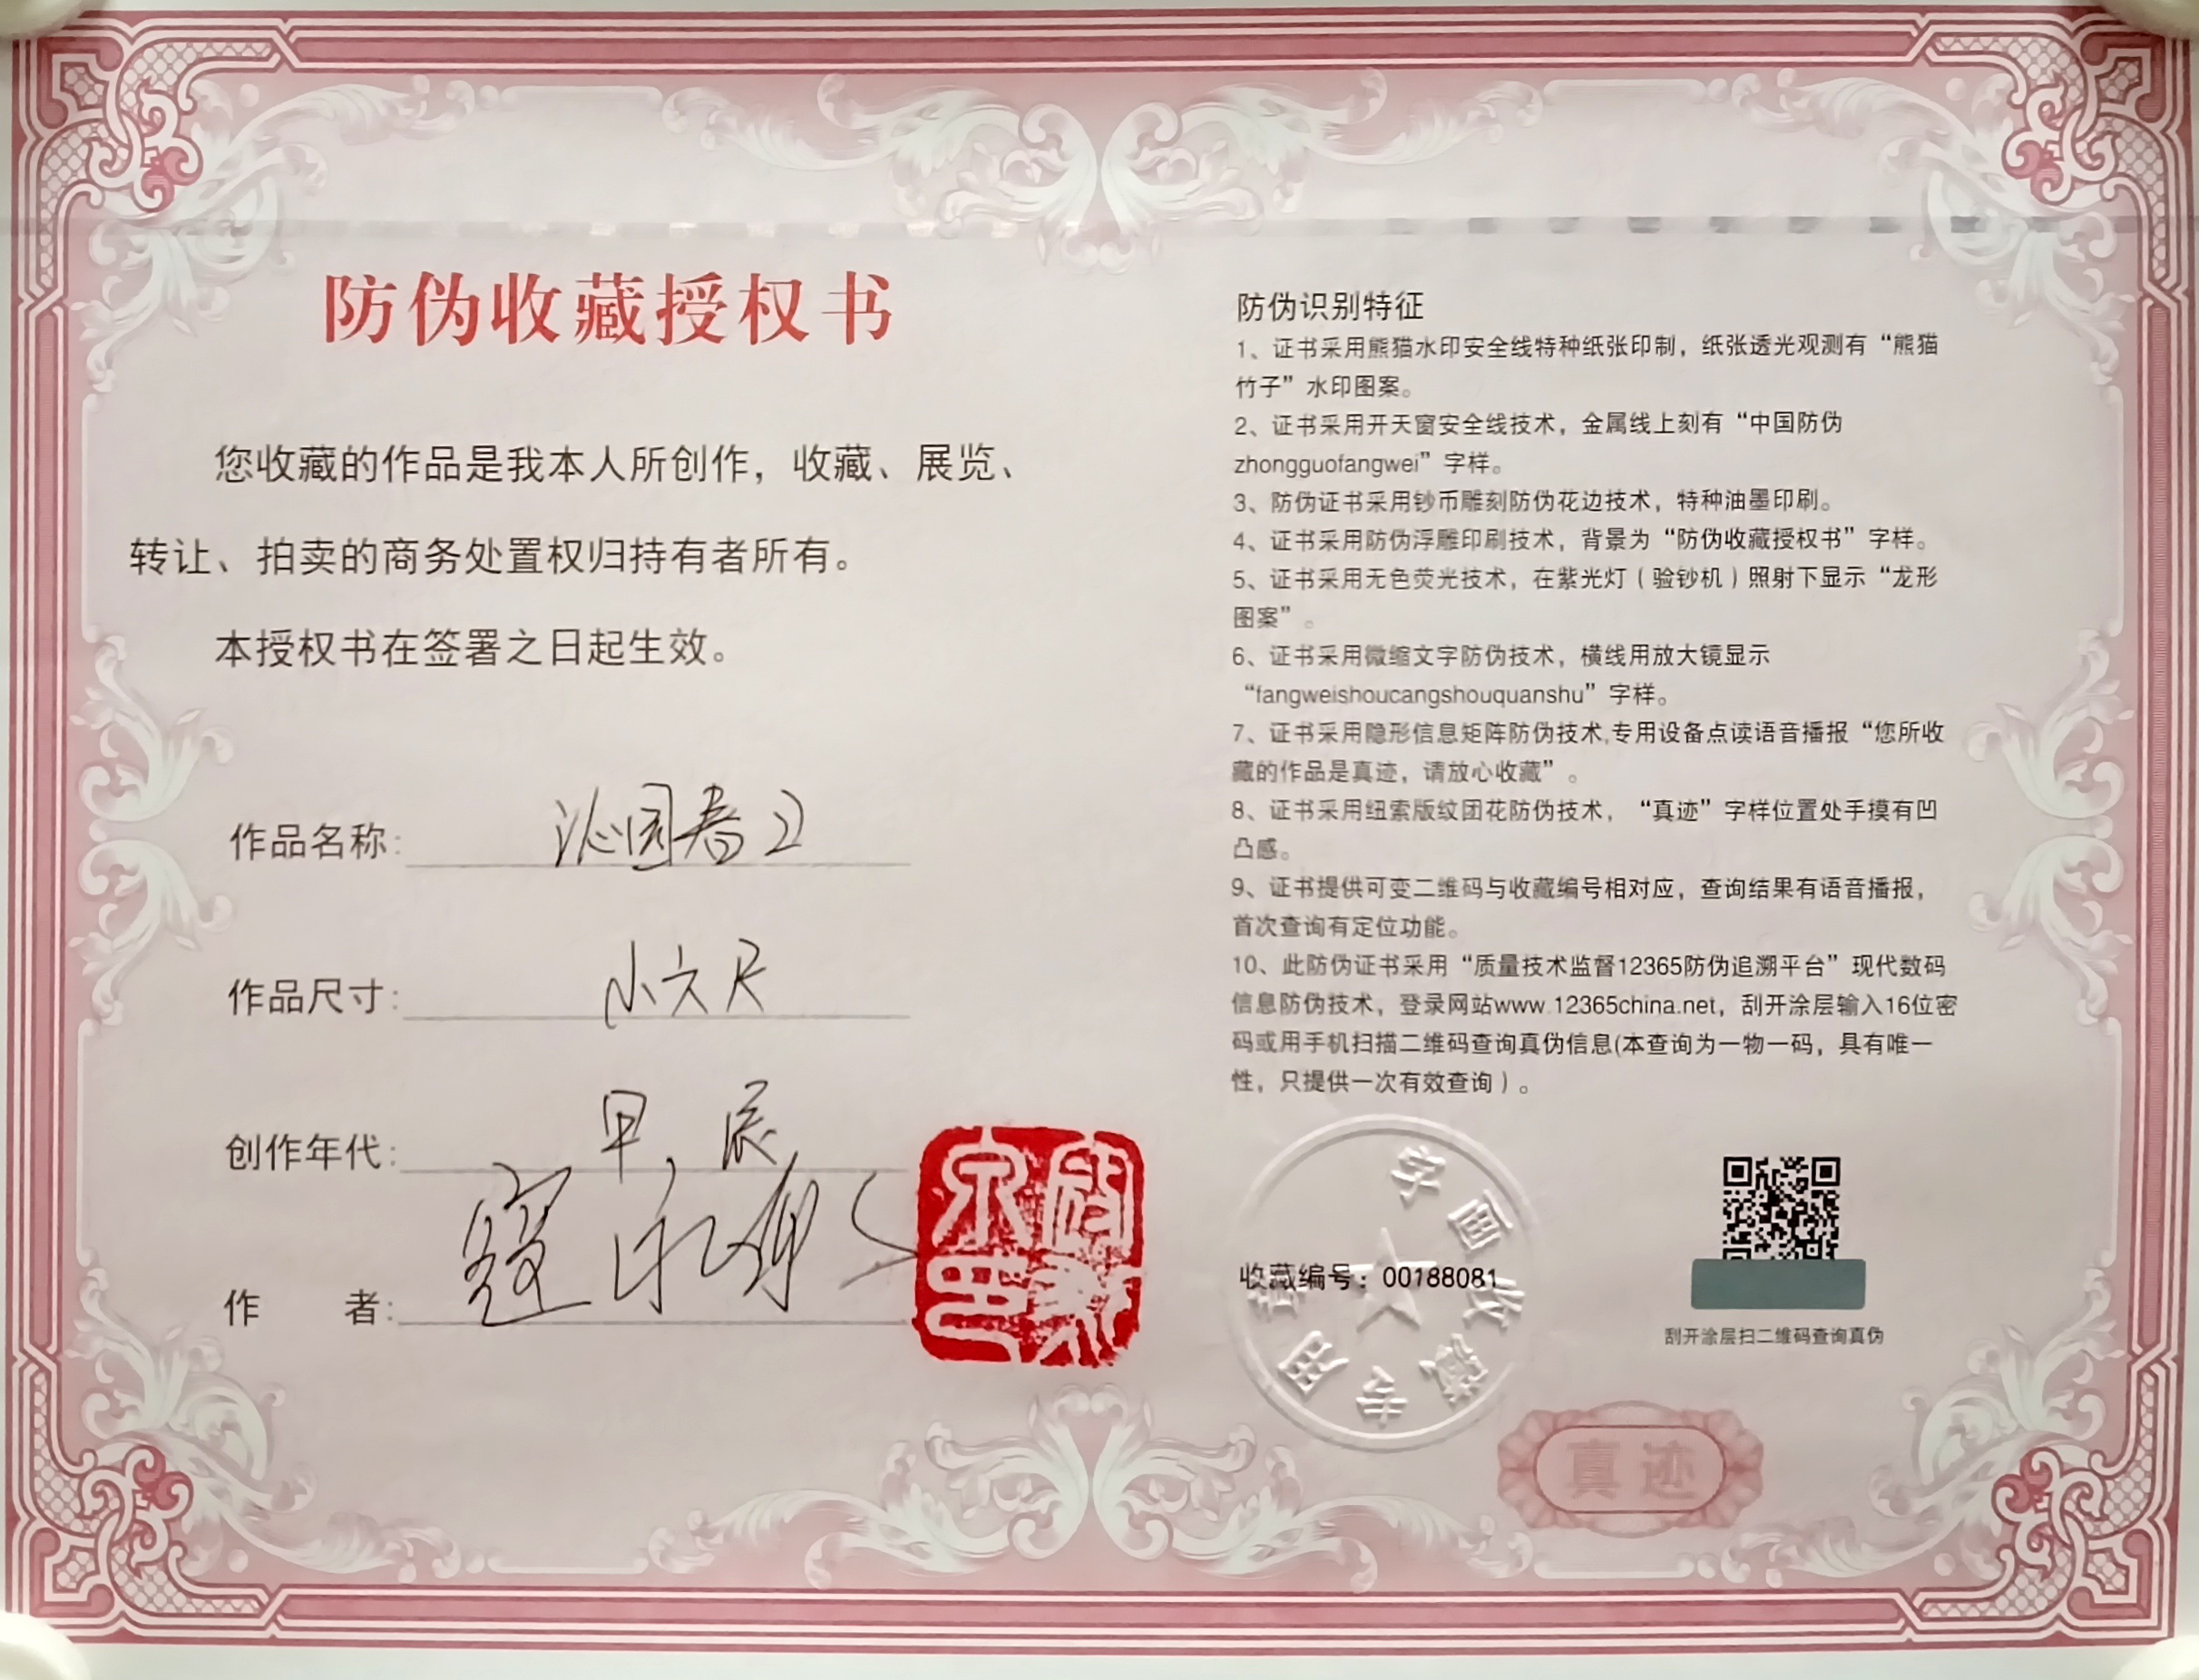 防伪收藏授权书
您收藏的作品是我本人所创作，收藏、展览、
转让、拍卖的商务处置权归持有者所有。
本授权书在签署之日起生效。
作品名称: 沁园春2
作品尺寸: 小六尺
创作年代: 甲辰
作 者:
防伪识别特征
1、证书采用熊猫水印安全线特种纸张印制，纸张透光观测有“熊猫
竹子”水印图案。
2、证书采用开天窗安全线技术，金属线上刻有“中国防伪
zhongguofangwei”字样。
3、防伪证书采用钞币雕刻防伪花边技术，特种油墨印刷。
4、证书采用防伪浮雕印刷技术，背景为“防伪收藏授权书”字样。
5、证书采用无色荧光技术，在紫光灯（验钞机）照射下显示“龙形
图案”。
6、证书采用微缩文字防伪技术，横线用放大镜显示
“fangweishoucangshouquanshu”字样。
7、证书采用隐形信息矩阵防伪技术,专用设备点读语音播报“您所收
藏的作品是真迹，请放心收藏”。
8、证书采用纽索版纹团花防伪技术，“真迹”字样位置处手摸有凹
凸感。
9、证书提供可变二维码与收藏编号相对应，查询结果有语音播报，
首次查询有定位功能。
10、此防伪证书采用“质量技术监督12365防伪追溯平台”现代数码
信息防伪技术，登录网站www.12365china.net，刮开涂层输入16位密
码或用手机扫描二维码查询真伪信息(本查询为一物一码，具有唯一
性，只提供一次有效查询）。
字画收藏专用章
收藏编号：00188081
刮开涂层扫二维码查询真伪
真迹